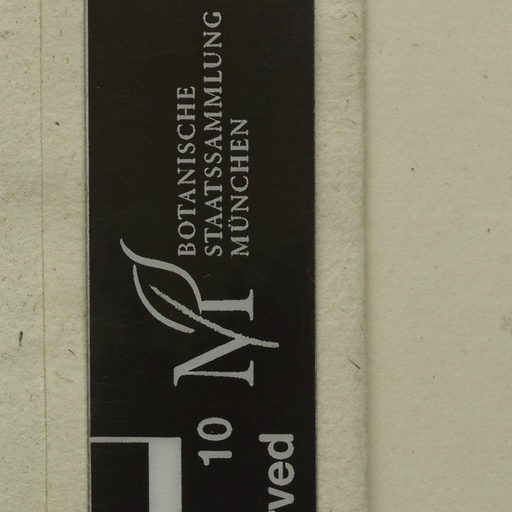 BOTANISCHE
STAATSSAMMLUNG
MÜNCHEN
M
10
rved